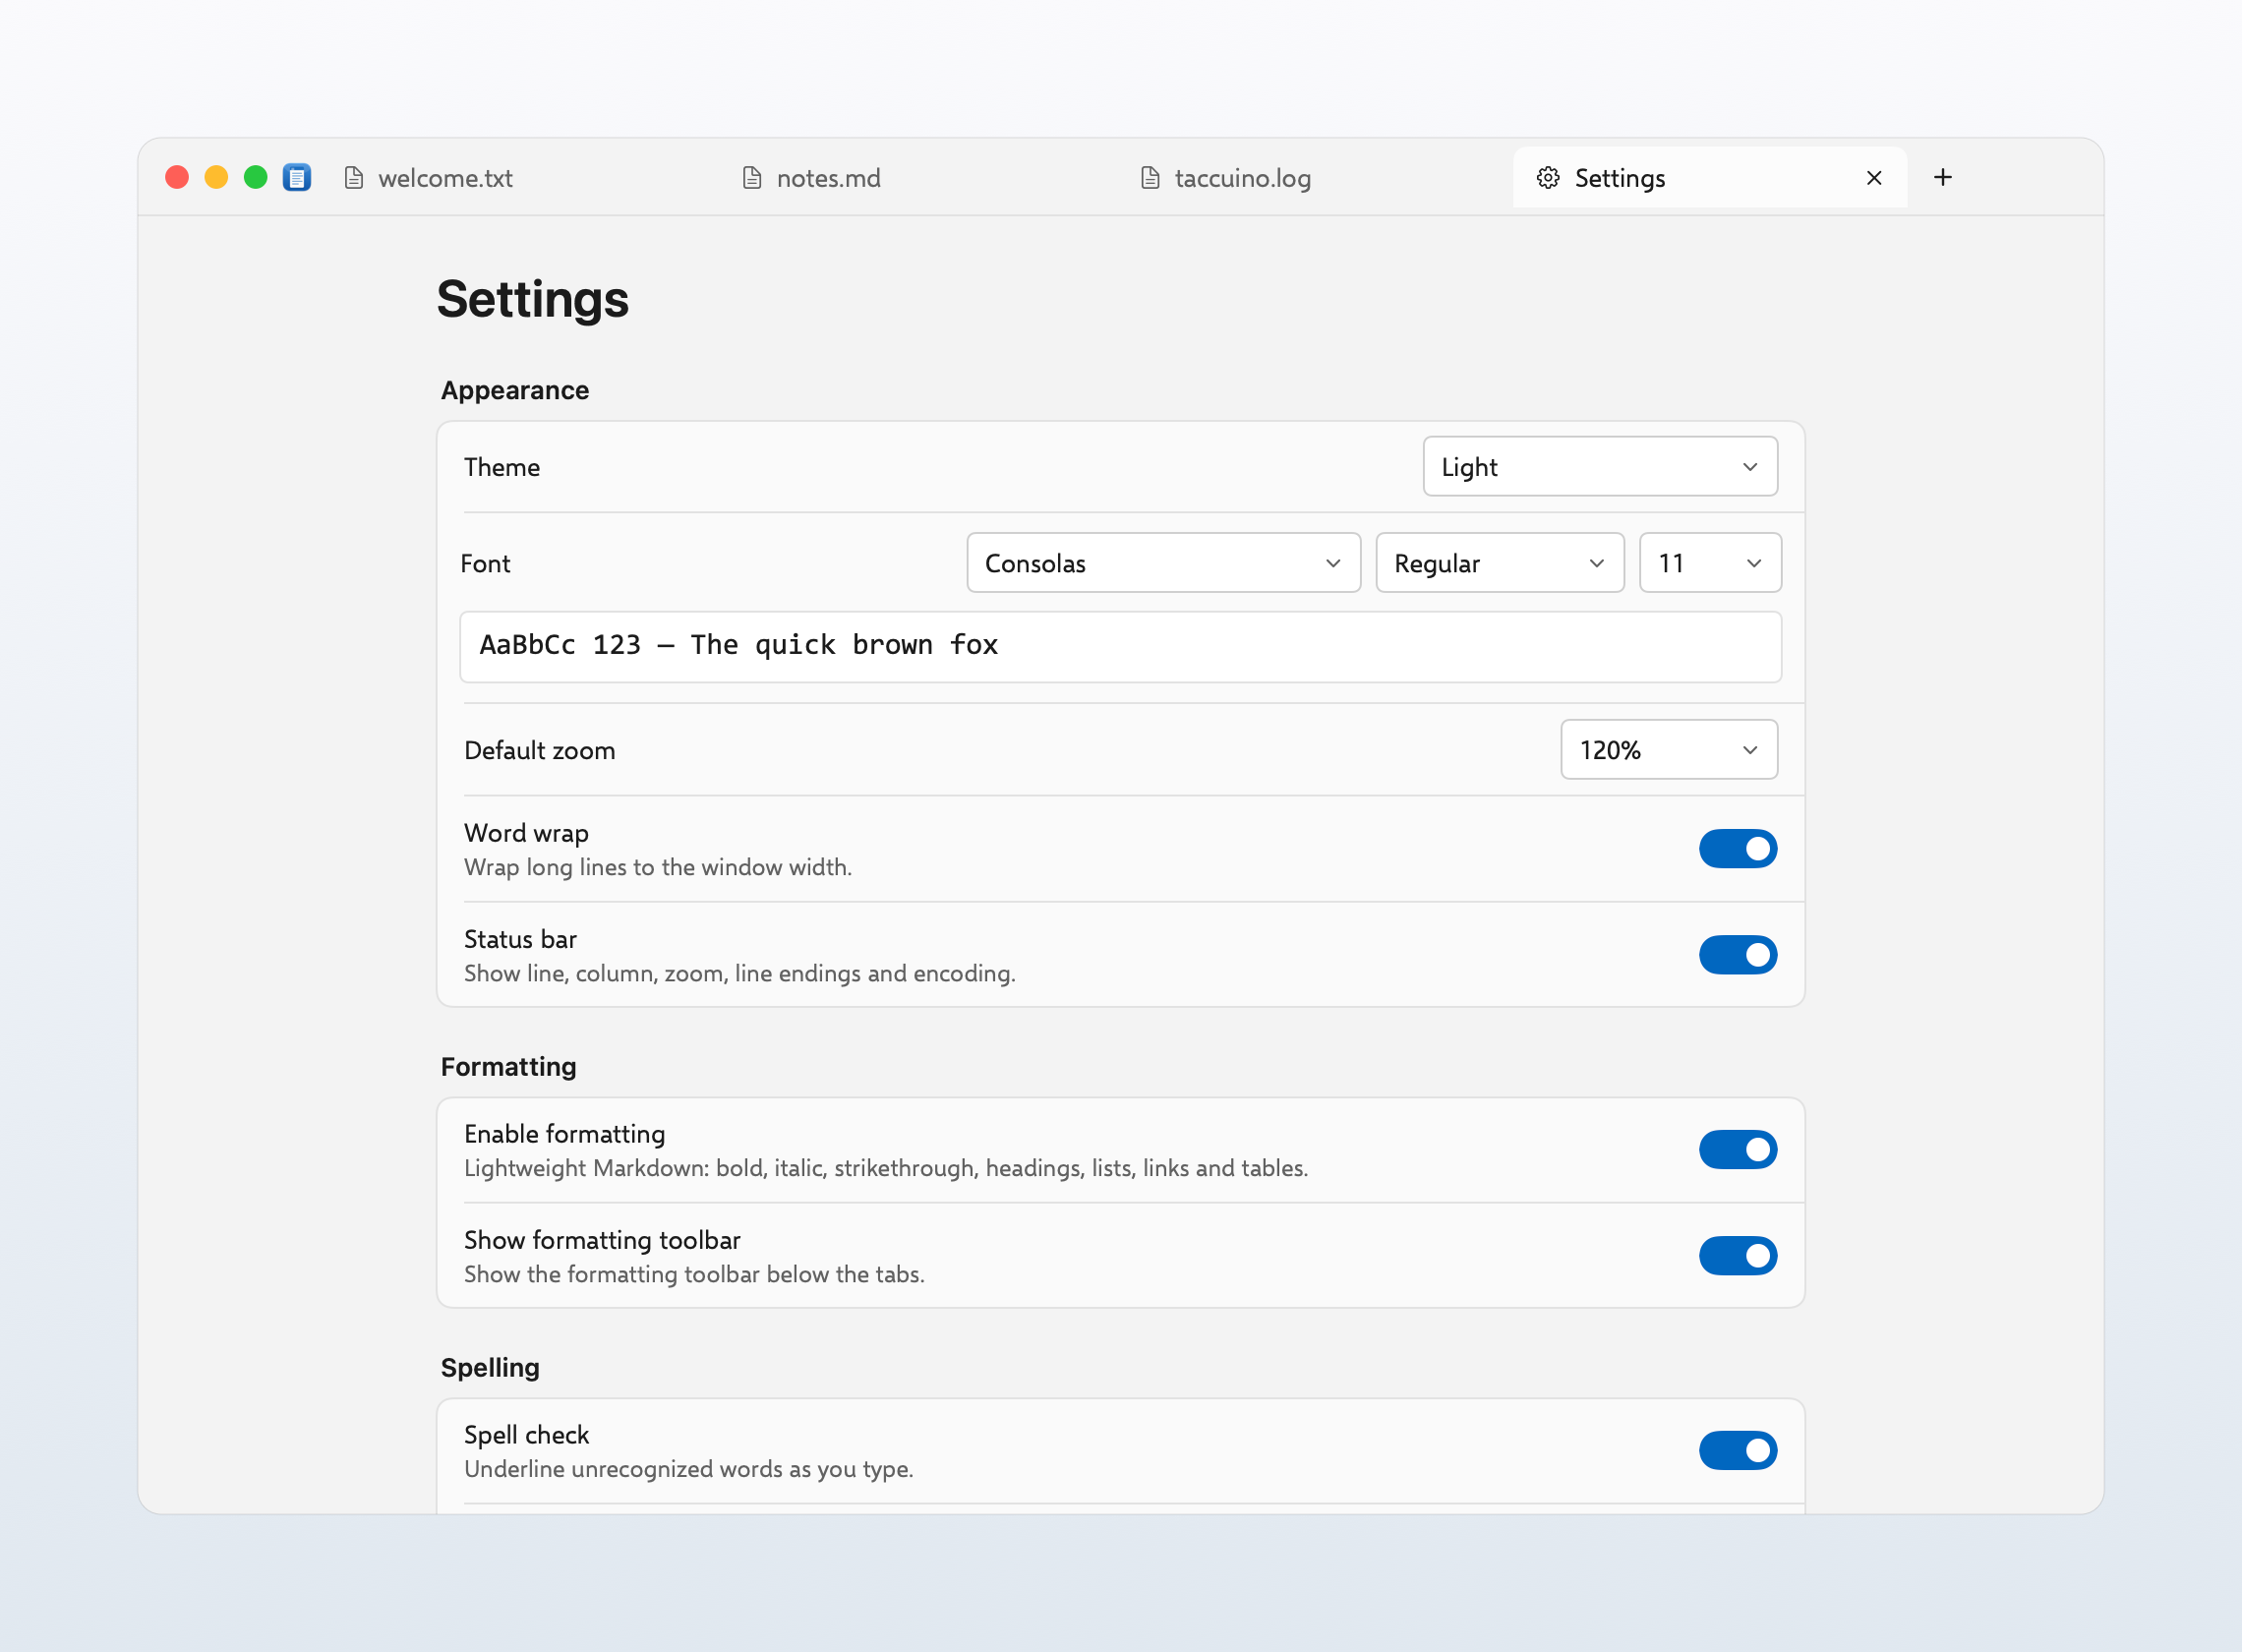 welcome.txt notes.md taccuino.log Settings
Settings
Appearance
Theme Light
Font Consolas Regular 11
AaBbCc 123 — The quick brown fox
Default zoom 120%
Word wrap
Wrap long lines to the window width.
Status bar
Show line, column, zoom, line endings and encoding.
Formatting
Enable formatting
Lightweight Markdown: bold, italic, strikethrough, headings, lists, links and tables.
Show formatting toolbar
Show the formatting toolbar below the tabs.
Spelling
Spell check
Underline unrecognized words as you type.